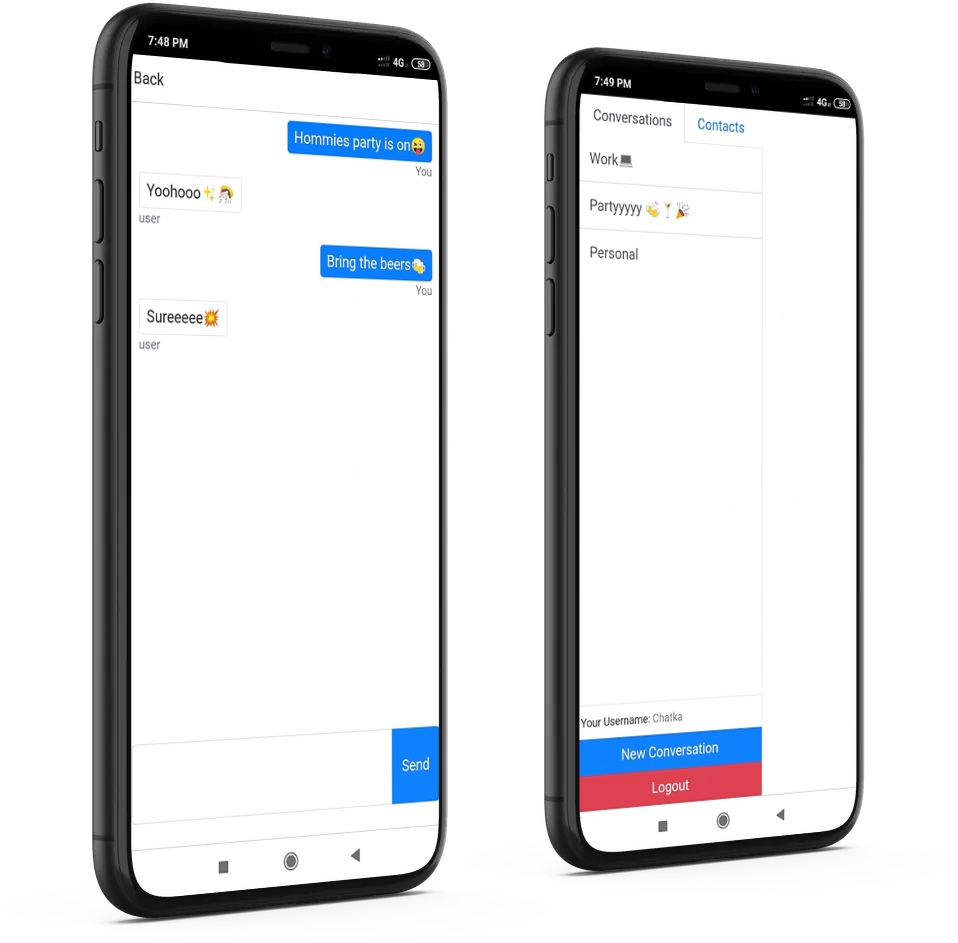 7:48 PM
4G 58
Back
Hommies party is on😜
You
Yoohooo✨💃
user
Bring the beers🍻
You
Sureeeee💥
user
Send
7:49 PM
4G 58
Conversations
Contacts
Work💻
Partyyyyy 🍻🍸🎉
Personal
Your Username: Chatka
New Conversation
Logout